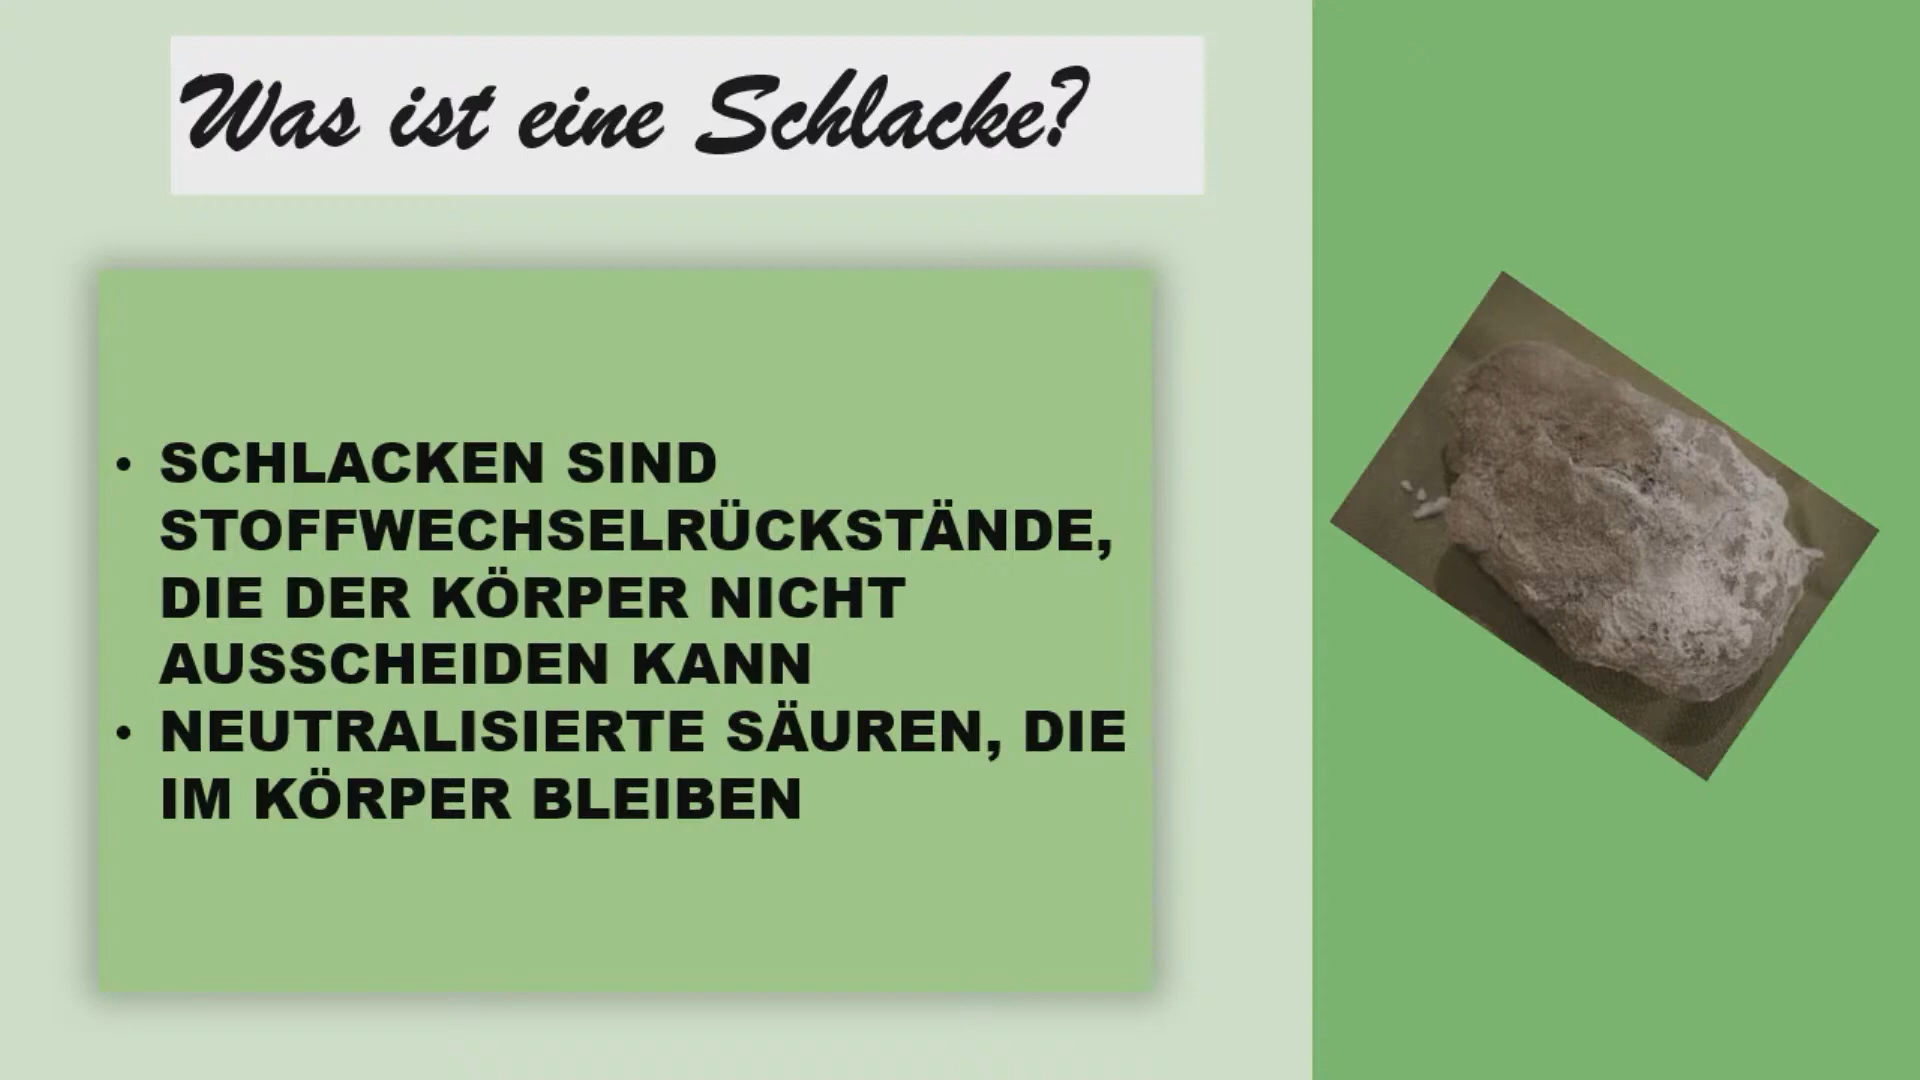 Was ist eine Schlacke?
• SCHLACKEN SIND
STOFFWECHSELRÜCKSTÄNDE,
DIE DER KÖRPER NICHT
AUSSCHEIDEN KANN
• NEUTRALISIERTE SÄUREN, DIE
IM KÖRPER BLEIBEN